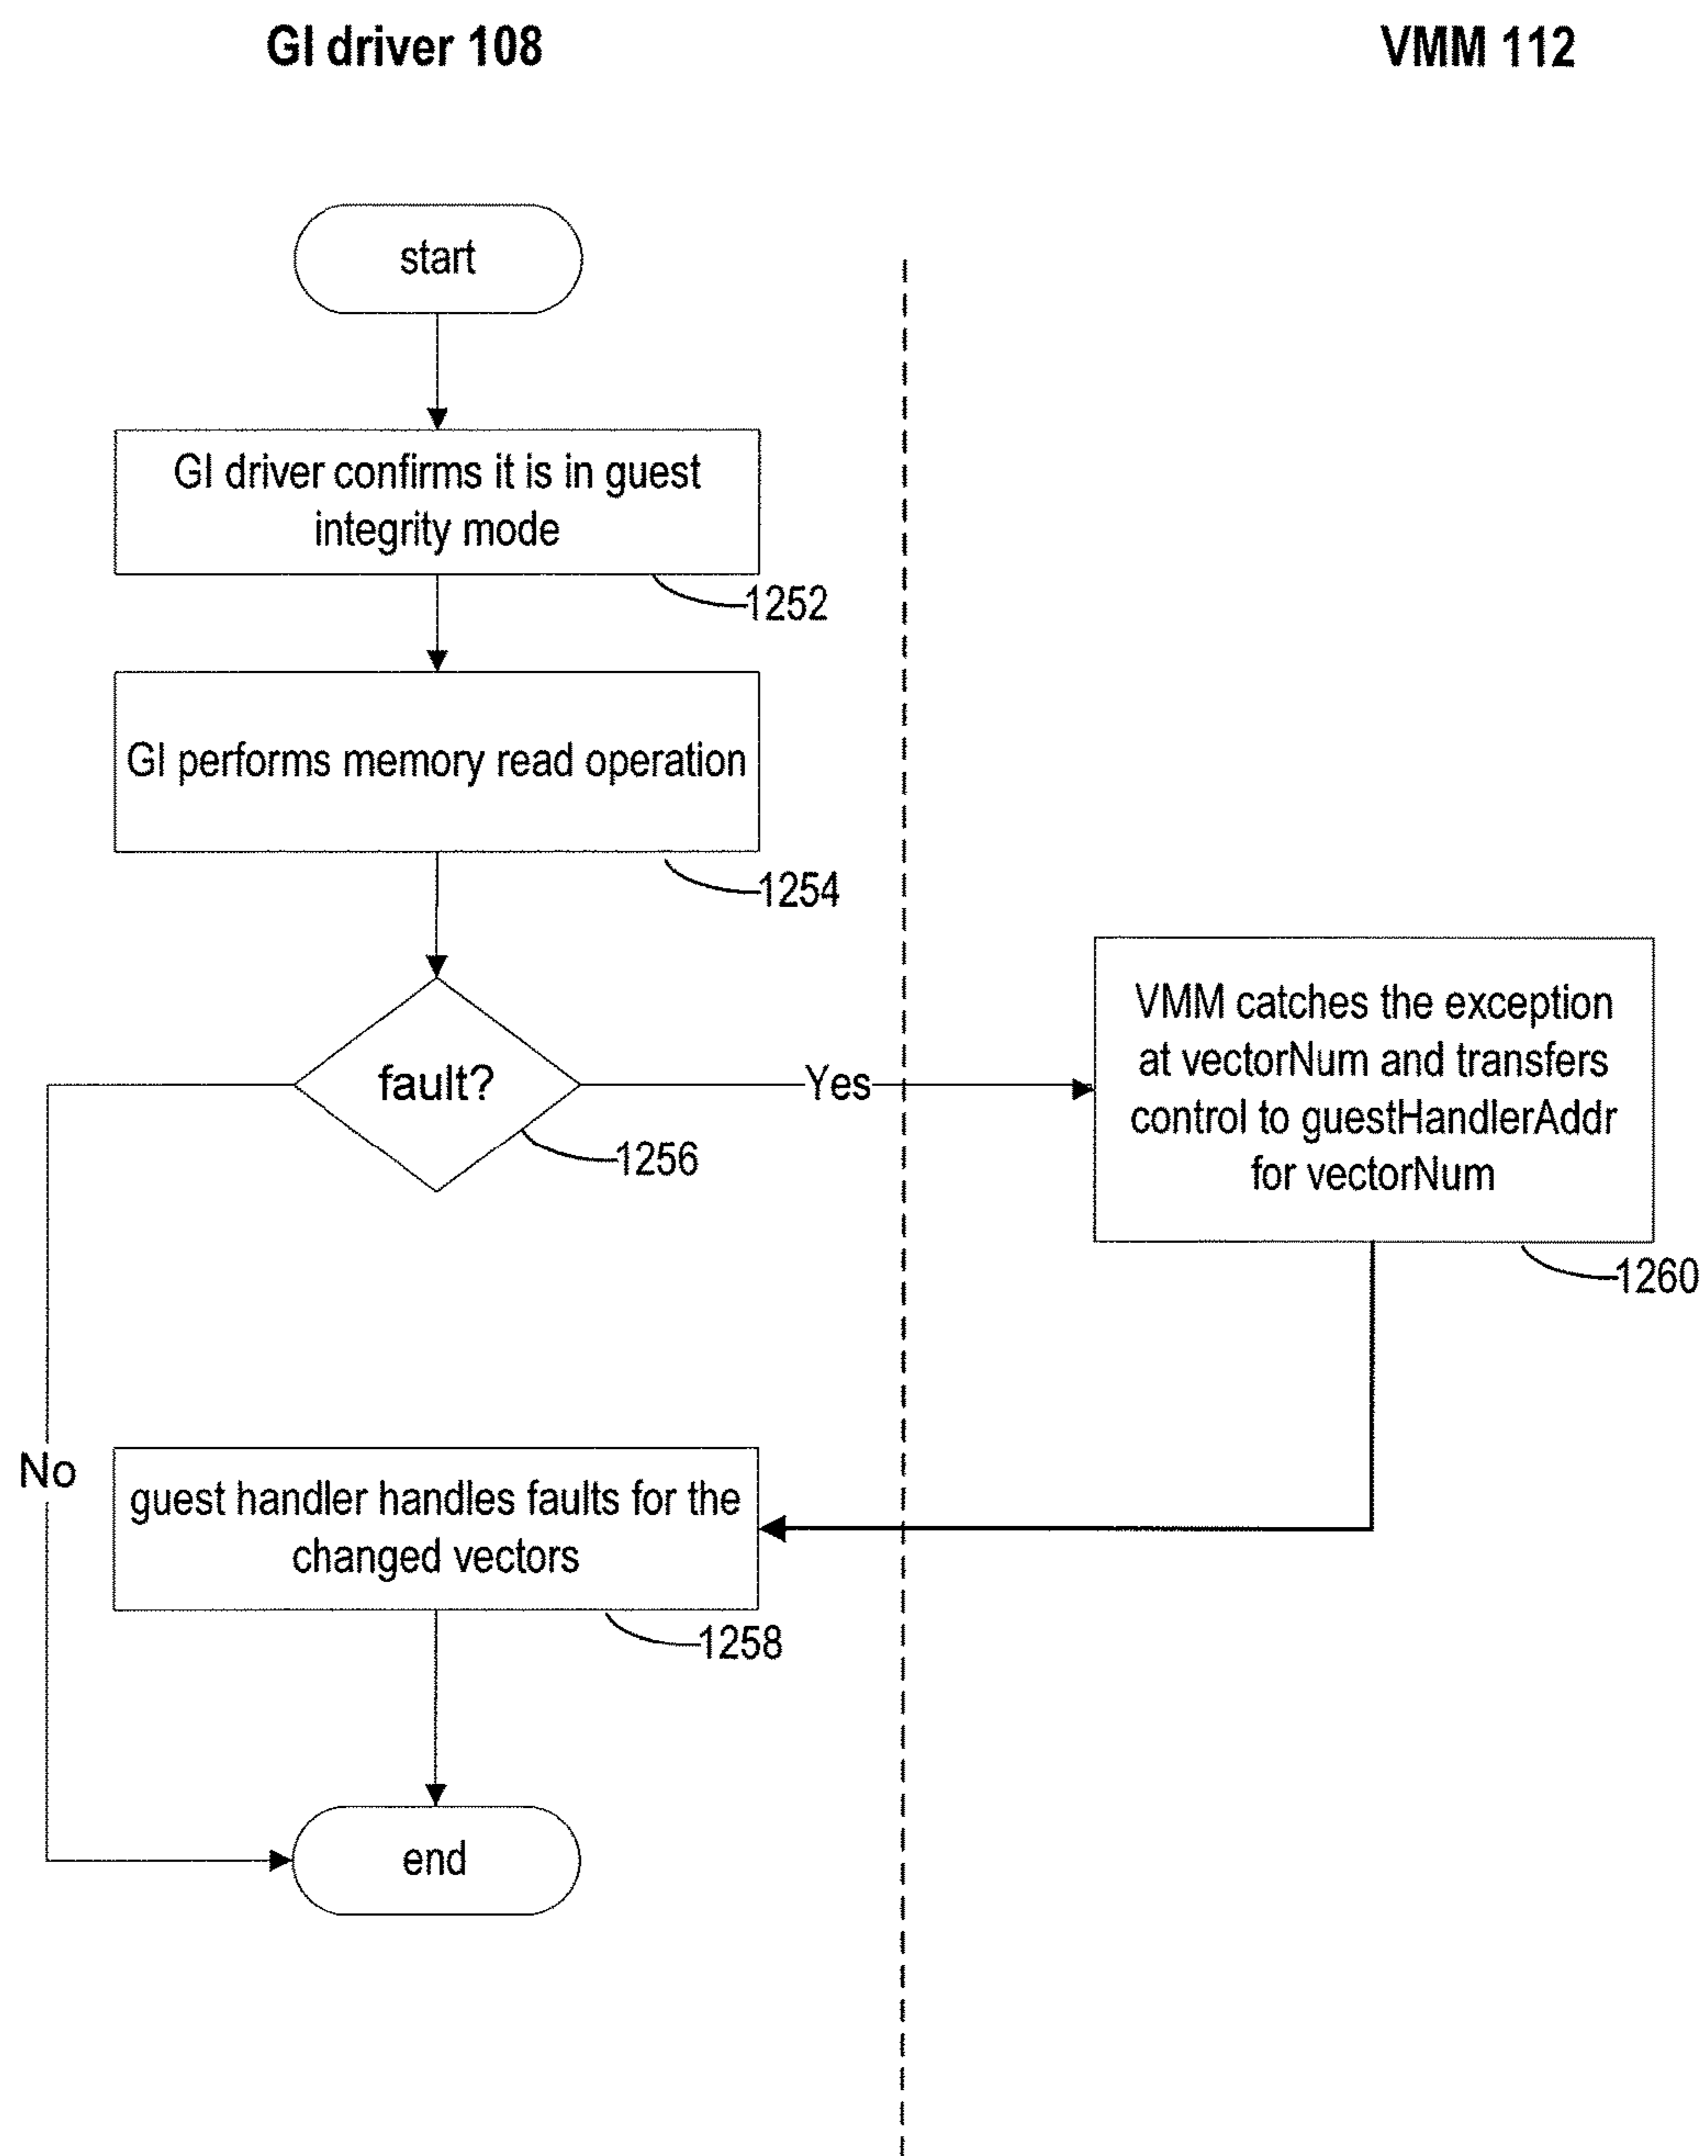 GI driver 108
VMM 112
start
GI driver confirms it is in guest
integrity mode
1252
GI performs memory read operation
1254
VMM catches the exception
at vectorNum and transfers
control to guestHandlerAddr
for vectorNum
fault?
Yes
1256
1260
No
guest handler handles faults for the
changed vectors
1258
end